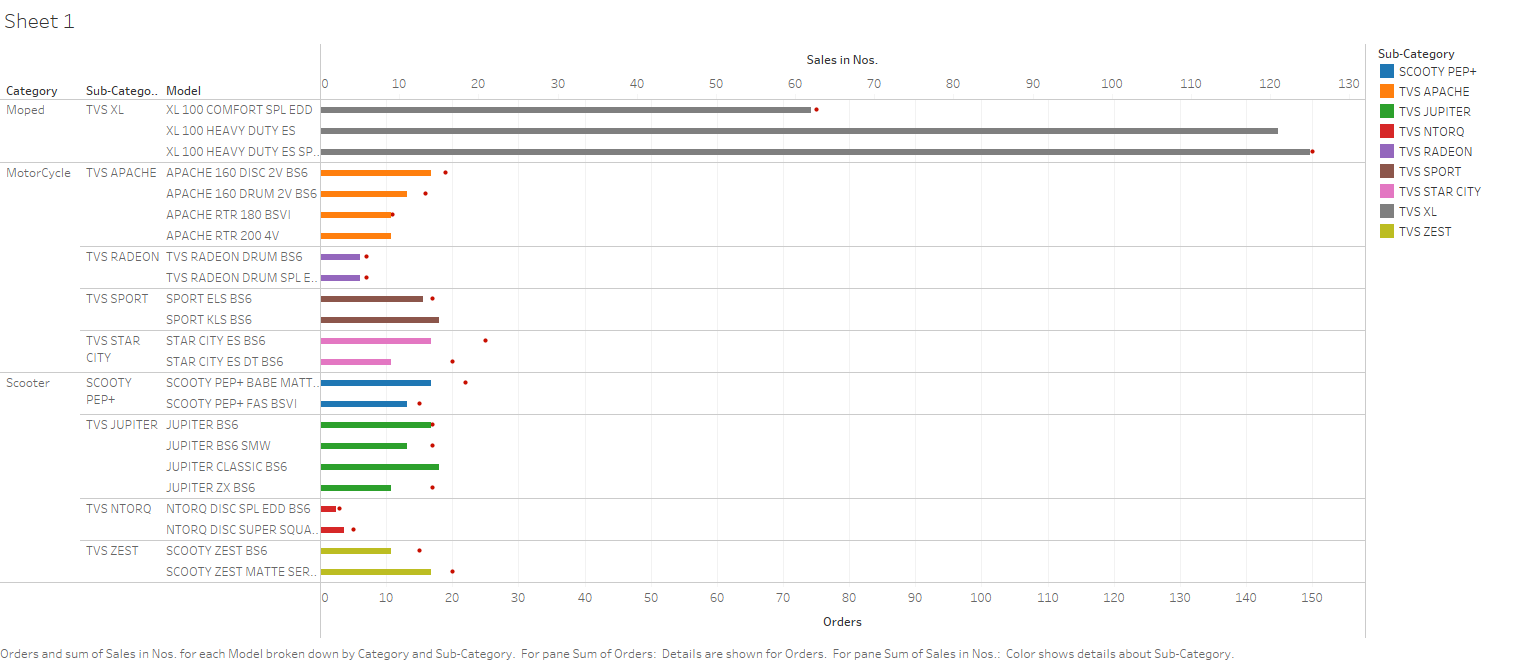 Sheet 1
Sales in Nos.
0 10 20 30 40 50 60 70 80 90 100 110 120 130
Category Sub-Catego.. Model
Moped TVS XL XL 100 COMFORT SPL EDD
XL 100 HEAVY DUTY ES
XL 100 HEAVY DUTY ES SP..
MotorCycle TVS APACHE APACHE 160 DISC 2V BS6
APACHE 160 DRUM 2V BS6
APACHE RTR 180 BSVI
APACHE RTR 200 4V
TVS RADEON TVS RADEON DRUM BS6
TVS RADEON DRUM SPL E..
TVS SPORT SPORT ELS BS6
SPORT KLS BS6
TVS STAR CITY STAR CITY ES BS6
STAR CITY ES DT BS6
Scooter SCOOTY PEP+ SCOOTY PEP+ BABE MATT..
SCOOTY PEP+ FAS BSVI
TVS JUPITER JUPITER BS6
JUPITER BS6 SMW
JUPITER CLASSIC BS6
JUPITER ZX BS6
TVS NTORQ NTORQ DISC SPL EDD BS6
NTORQ DISC SUPER SQUA..
TVS ZEST SCOOTY ZEST BS6
SCOOTY ZEST MATTE SER..
0 10 20 30 40 50 60 70 80 90 100 110 120 130 140 150
Orders
Sub-Category
SCOOTY PEP+
TVS APACHE
TVS JUPITER
TVS NTORQ
TVS RADEON
TVS SPORT
TVS STAR CITY
TVS XL
TVS ZEST
Orders and sum of Sales in Nos. for each Model broken down by Category and Sub-Category. For pane Sum of Orders: Details are shown for Orders. For pane Sum of Sales in Nos.: Color shows details about Sub-Category.